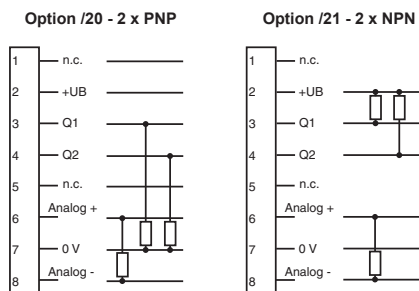 Option /20 - 2 x PNP
1 n.c.
2 +UB
3 Q1
4 Q2
5 n.c.
6 Analog +
7 0 V
8 Analog -
Option /21 - 2 x NPN
1 n.c.
2 +UB
3 Q1
4 Q2
5 n.c.
6 Analog +
7 0 V
8 Analog -